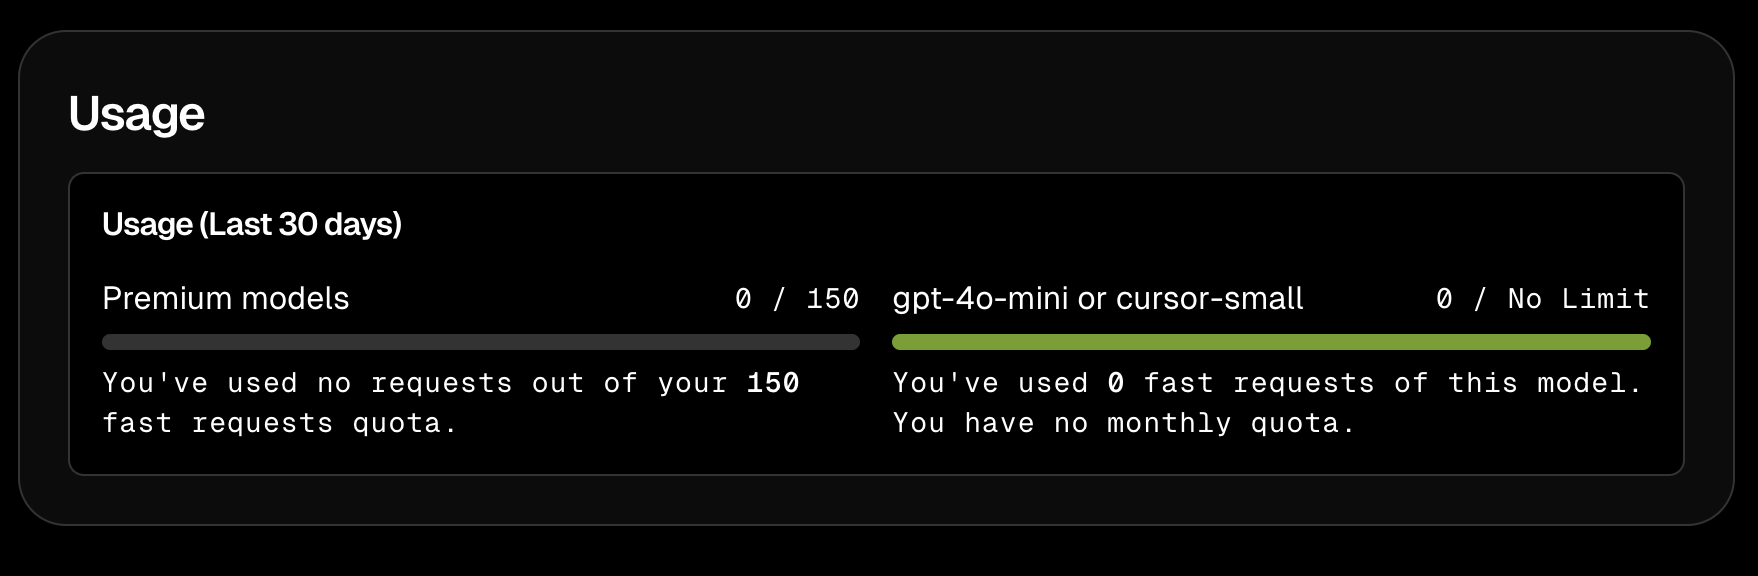 Usage
Usage (Last 30 days)
Premium models 0 / 150
You've used no requests out of your 150
fast requests quota.
gpt-4o-mini or cursor-small 0 / No Limit
You've used 0 fast requests of this model.
You have no monthly quota.